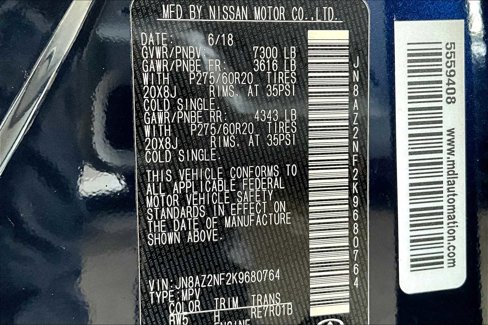 MFD BY NISSAN MOTOR CO.,LTD.
DATE: 6/18
GVWR/PNBV: 7300 LB
GAWR/PNBE FR: 3616 LB
WITH P275/60R20 TIRES
20X8J RIMS, AT 35PSI
COLD SINGLE.
GAWR/PNBE RR: 4343 LB
WITH P275/60R20 TIRES
20X8J RIMS, AT 35PSI
COLD SINGLE.
THIS VEHICLE CONFORMS TO
ALL APPLICABLE FEDERAL
MOTOR VEHICLE SAFETY
STANDARDS IN EFFECT ON
THE DATE OF MANUFACTURE
SHOWN ABOVE.
VIN: JN8AZ2NF2K9680764
TYPE: MPV
COLOR TRIM TRANS
RW5 H RE7R01B
ENGINE
JN8AZ2NF2K9680764
5559408
www.mdlautomation.com